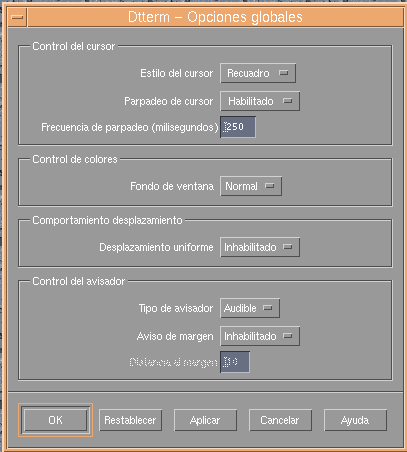 Dtterm – Opciones globales
Control del cursor
Estilo del cursor Recuadro
Parpadeo de cursor Habilitado
Frecuencia de parpadeo (milisegundos) 250
Control de colores
Fondo de ventana Normal
Comportamiento desplazamiento
Desplazamiento uniforme Inhabilitado
Control del avisador
Tipo de avisador Audible
Aviso de margen Inhabilitado
Distancia al margen 10
OK Restablecer Aplicar Cancelar Ayuda